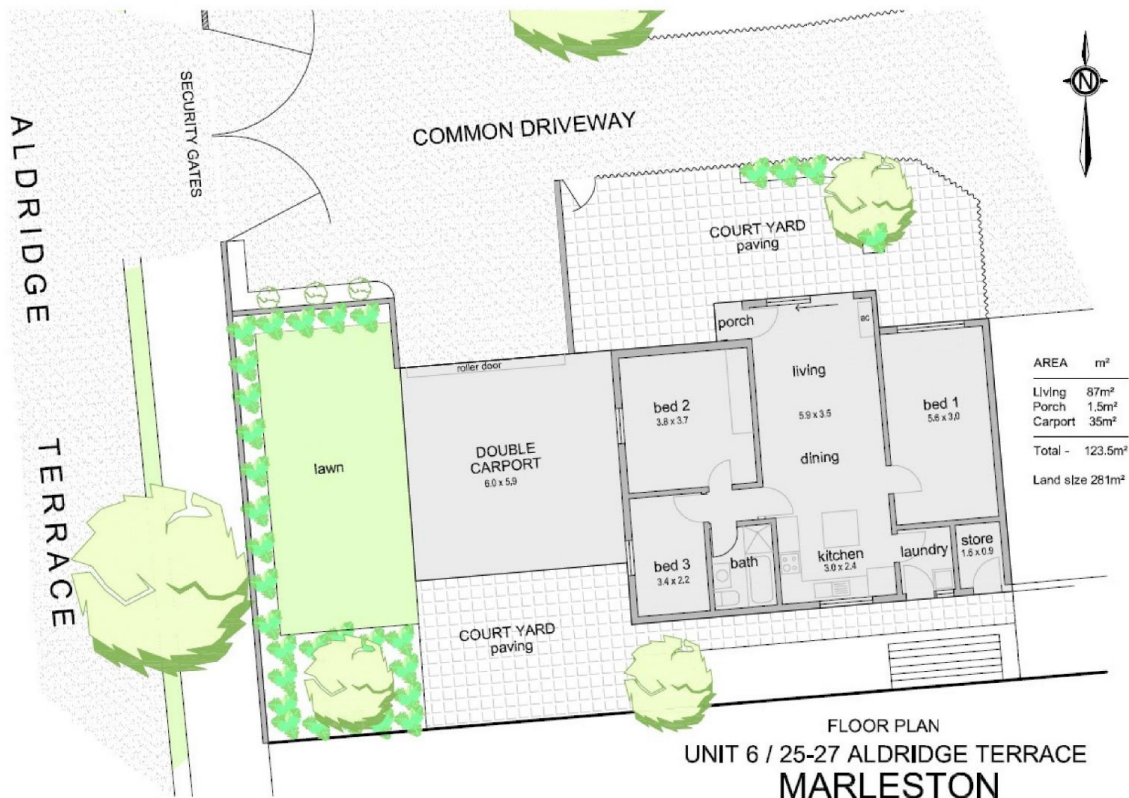 ALDRIDGE TERRACE
SECURITY GATES
COMMON DRIVEWAY
N
COURT YARD
paving
porch
ac
roller door
living
5.9 x 3.5
dining
bed 2
3.8 x 3.7
bed 1
5.6 x 3.0
DOUBLE
CARPORT
6.0 x 5.9
lawn
bed 3
3.4 x 2.2
bath
kitchen
3.0 x 2.4
laundry
store
1.6 x 0.9
COURT YARD
paving
AREA m²
Living 87m²
Porch 1.5m²
Carport 35m²
Total - 123.5m²
Land size 281m²
FLOOR PLAN
UNIT 6 / 25-27 ALDRIDGE TERRACE
MARLESTON